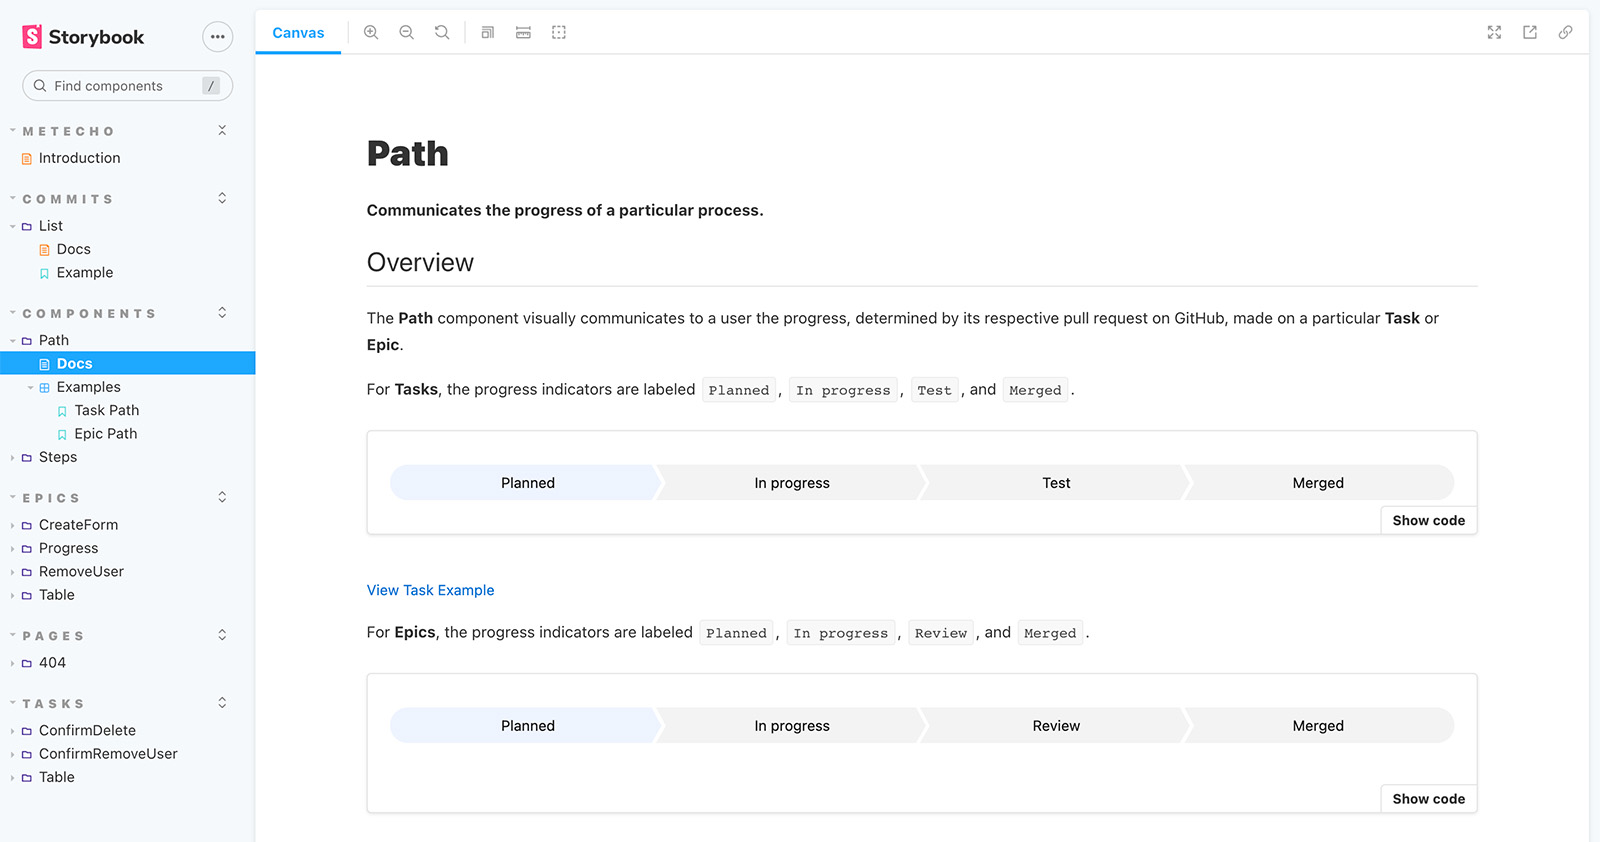 Storybook
Find components
/
METECHO
Introduction
COMMITS
List
Docs
Example
COMPONENTS
Path
Docs
Examples
Task Path
Epic Path
Steps
EPICS
CreateForm
Progress
RemoveUser
Table
PAGES
404
TASKS
ConfirmDelete
ConfirmRemoveUser
Table
Canvas
Path
Communicates the progress of a particular process.
Overview
The Path component visually communicates to a user the progress, determined by its respective pull request on GitHub, made on a particular Task or
Epic.
For Tasks, the progress indicators are labeled Planned, In progress, Test, and Merged.
Planned In progress Test Merged
Show code
View Task Example
For Epics, the progress indicators are labeled Planned, In progress, Review, and Merged.
Planned In progress Review Merged
Show code